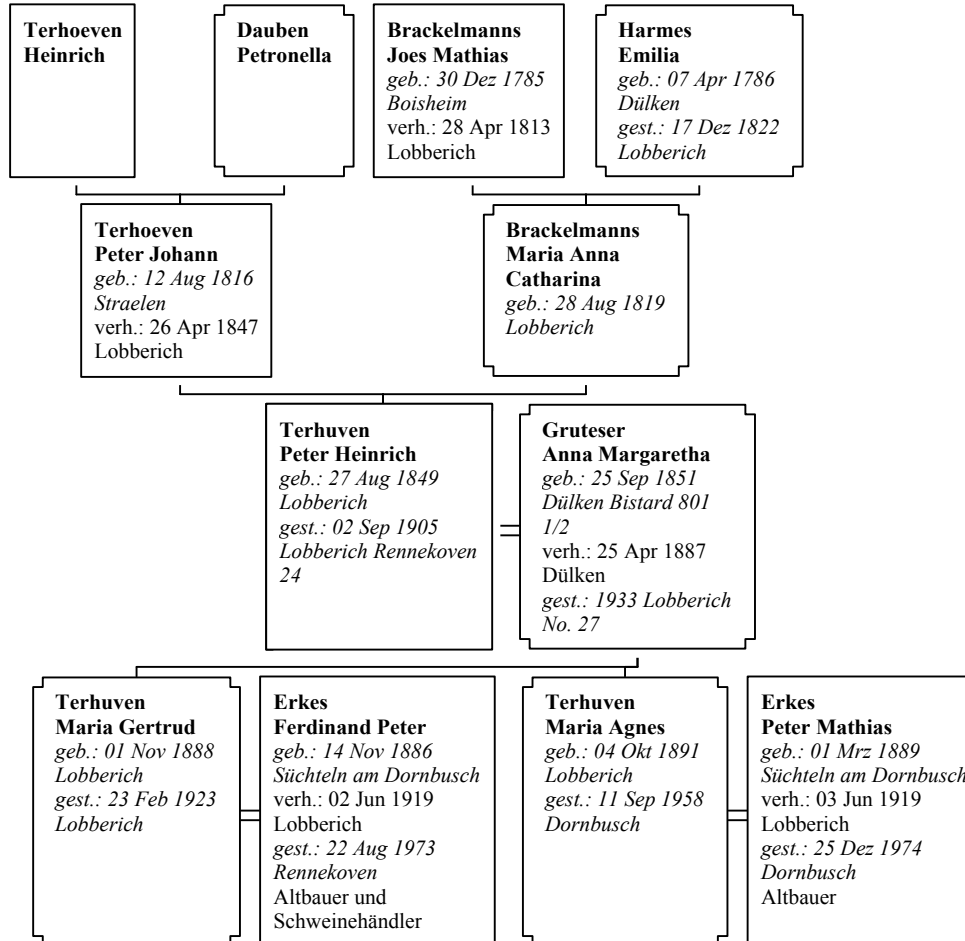 Terhoeven
Heinrich
Dauben
Petronella
Brackelmanns
Joes Mathias
geb.: 30 Dez 1785
Boisheim
verh.: 28 Apr 1813
Lobberich
Harmes
Emilia
geb.: 07 Apr 1786
Dülken
gest.: 17 Dez 1822
Lobberich
Terhoeven
Peter Johann
geb.: 12 Aug 1816
Straelen
verh.: 26 Apr 1847
Lobberich
Brackelmanns
Maria Anna
Catharina
geb.: 28 Aug 1819
Lobberich
Terhuven
Peter Heinrich
geb.: 27 Aug 1849
Lobberich
gest.: 02 Sep 1905
Lobberich Rennekoven
24
Gruteser
Anna Margaretha
geb.: 25 Sep 1851
Dülken Bistard 801
1/2
verh.: 25 Apr 1887
Dülken
gest.: 1933 Lobberich
No. 27
Terhuven
Maria Gertrud
geb.: 01 Nov 1888
Lobberich
gest.: 23 Feb 1923
Lobberich
Erkes
Ferdinand Peter
geb.: 14 Nov 1886
Süchteln am Dornbusch
verh.: 02 Jun 1919
Lobberich
gest.: 22 Aug 1973
Rennekoven
Altbauer und
Schweinehändler
Terhuven
Maria Agnes
geb.: 04 Okt 1891
Lobberich
gest.: 11 Sep 1958
Dornbusch
Erkes
Peter Mathias
geb.: 01 Mrz 1889
Süchteln am Dornbusch
verh.: 03 Jun 1919
Lobberich
gest.: 25 Dez 1974
Dornbusch
Altbauer